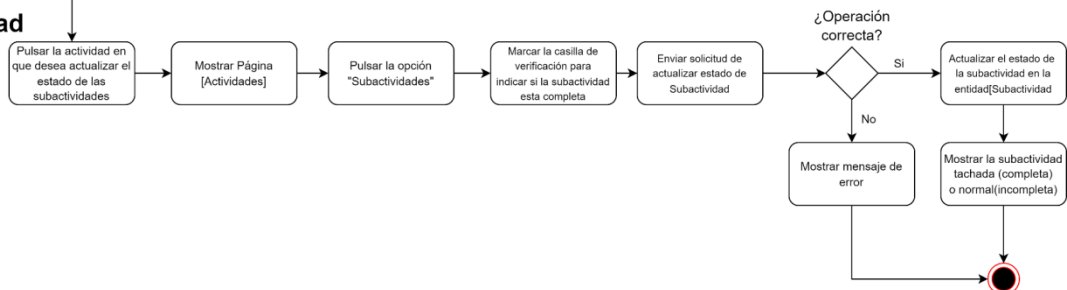 ad
Pulsar la actividad en
que desea actualizar el
estado de las
subactividades
Mostrar Página
[Actividades]
Pulsar la opción
"Subactividades"
Marcar la casilla de
verificación para
indicar si la subactividad
esta completa
Enviar solicitud de
actualizar estado de
Subactividad
¿Operación
correcta?
Si
Actualizar el estado de
la subactividad en la
entidad[Subactividad
No
Mostrar mensaje de
error
Mostrar la subactividad
tachada (completa)
o normal(incompleta)